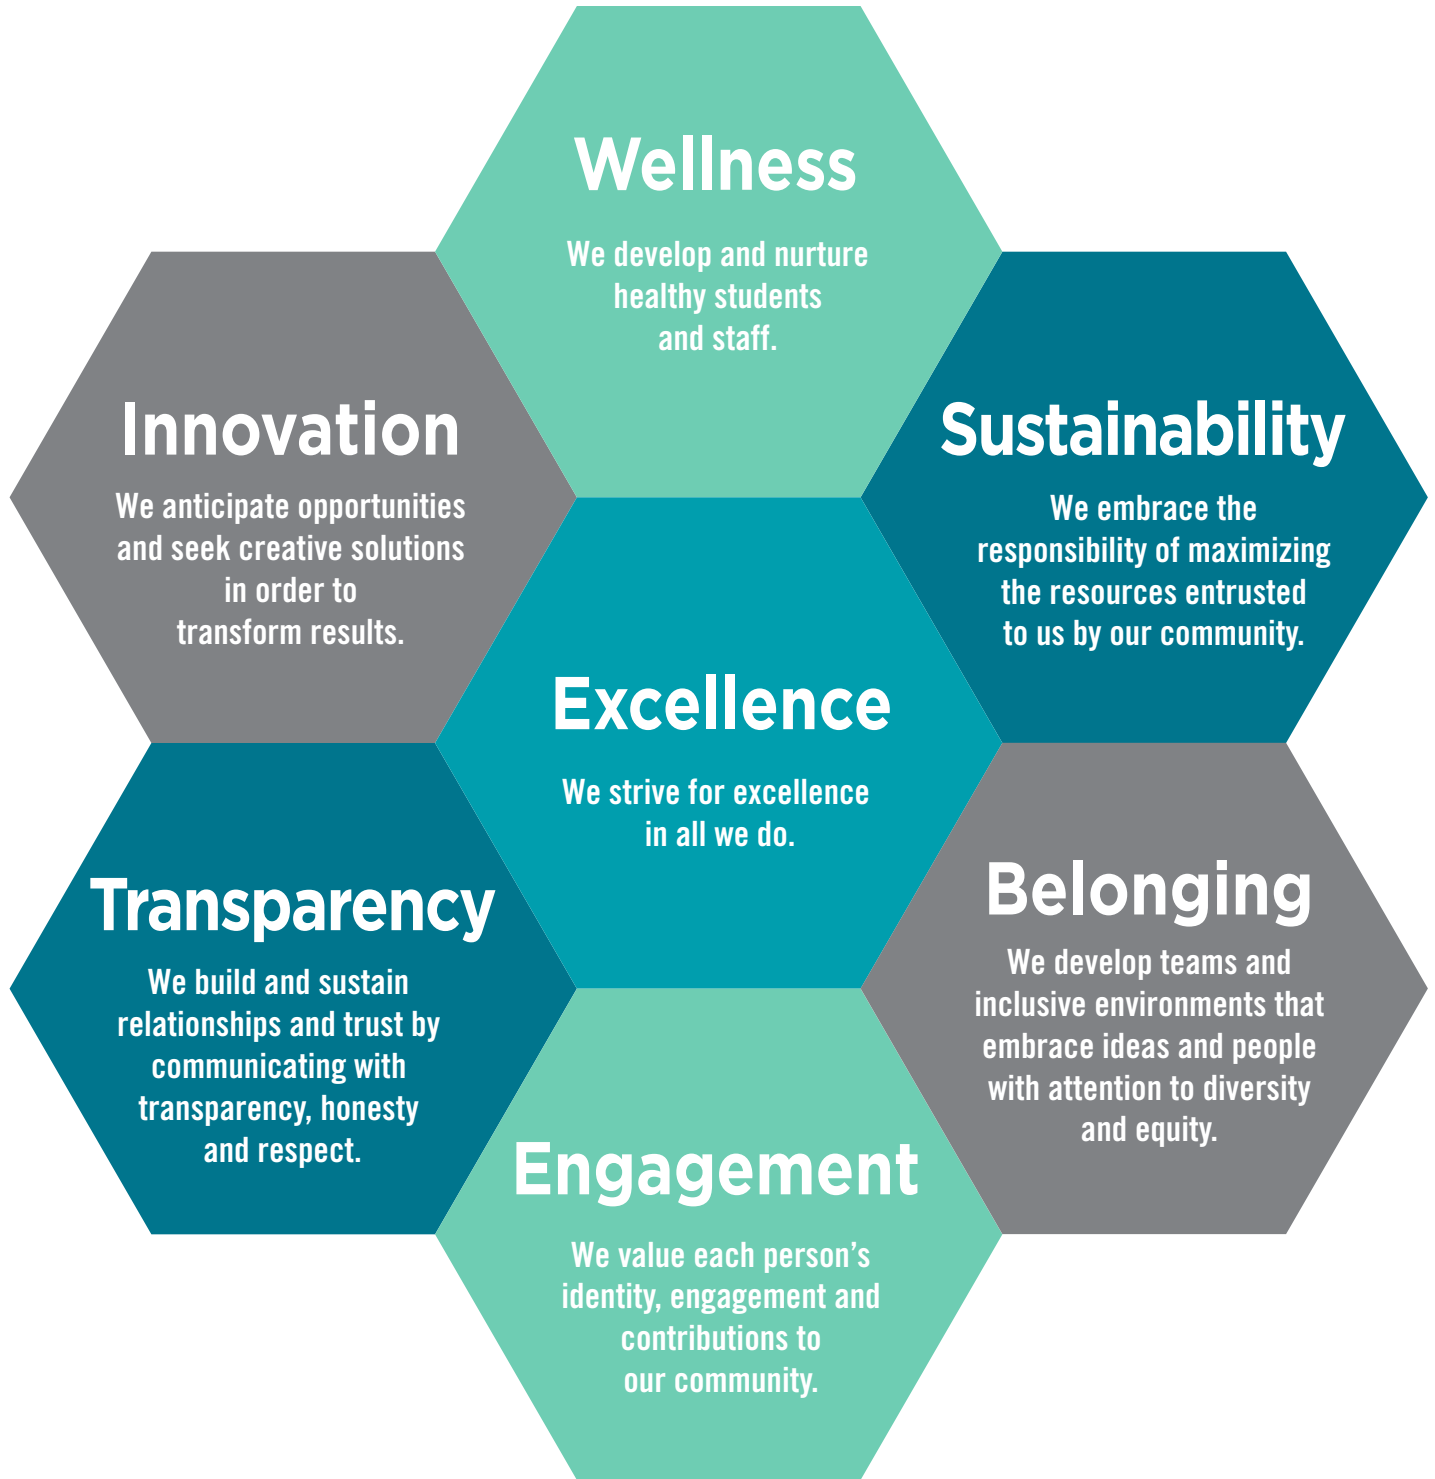 Wellness
We develop and nurture
healthy students
and staff.
Innovation
We anticipate opportunities
and seek creative solutions
in order to
transform results.
Sustainability
We embrace the
responsibility of maximizing
the resources entrusted
to us by our community.
Excellence
We strive for excellence
in all we do.
Transparency
We build and sustain
relationships and trust by
communicating with
transparency, honesty
and respect.
Belonging
We develop teams and
inclusive environments that
embrace ideas and people
with attention to diversity
and equity.
Engagement
We value each person’s
identity, engagement and
contributions to
our community.